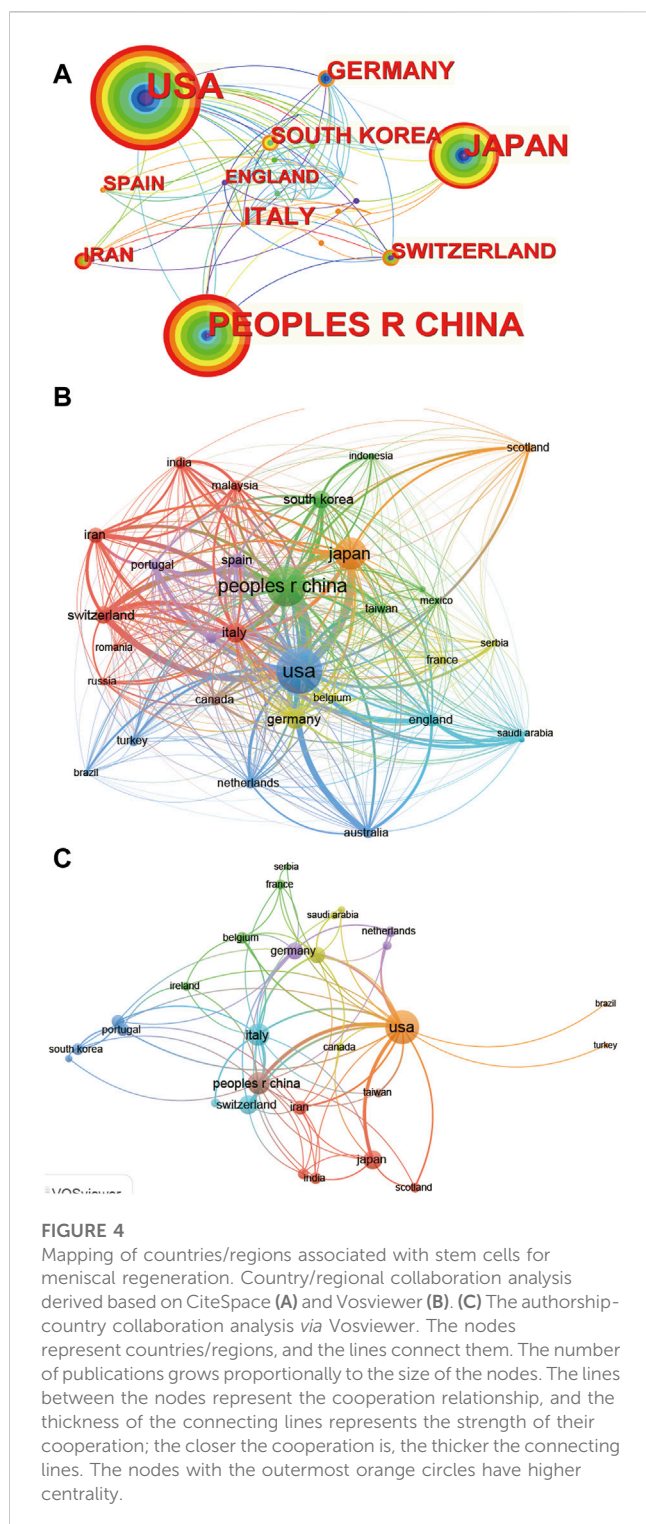 A
USA
GERMANY
SOUTH KOREA
JAPAN
SPAIN
ENGLAND
ITALY
IRAN
SWITZERLAND
PEOPLES R CHINA
B
scotland
indonesia
india
malaysia
south korea
iran
japan
portugal
spain
peoples r china
taiwan
mexico
switzerland
italy
romania
serbia
france
usa
russia
canada
belgium
germany
england
turkey
saudi arabia
brazil
netherlands
australia
C
serbia
france
saudi arabia
netherlands
belgium
germany
ireland
usa
brazil
portugal
italy
south korea
canada
turkey
peoples r china
taiwan
switzerland
iran
japan
india
scotland
VOSviewer
FIGURE 4
Mapping of countries/regions associated with stem cells for
meniscal regeneration. Country/regional collaboration analysis
derived based on CiteSpace (A) and Vosviewer (B). (C) The authorship-
country collaboration analysis via Vosviewer. The nodes
represent countries/regions, and the lines connect them. The number
of publications grows proportionally to the size of the nodes. The lines
between the nodes represent the cooperation relationship, and the
thickness of the connecting lines represents the strength of their
cooperation; the closer the cooperation is, the thicker the connecting
lines. The nodes with the outermost orange circles have higher
centrality.